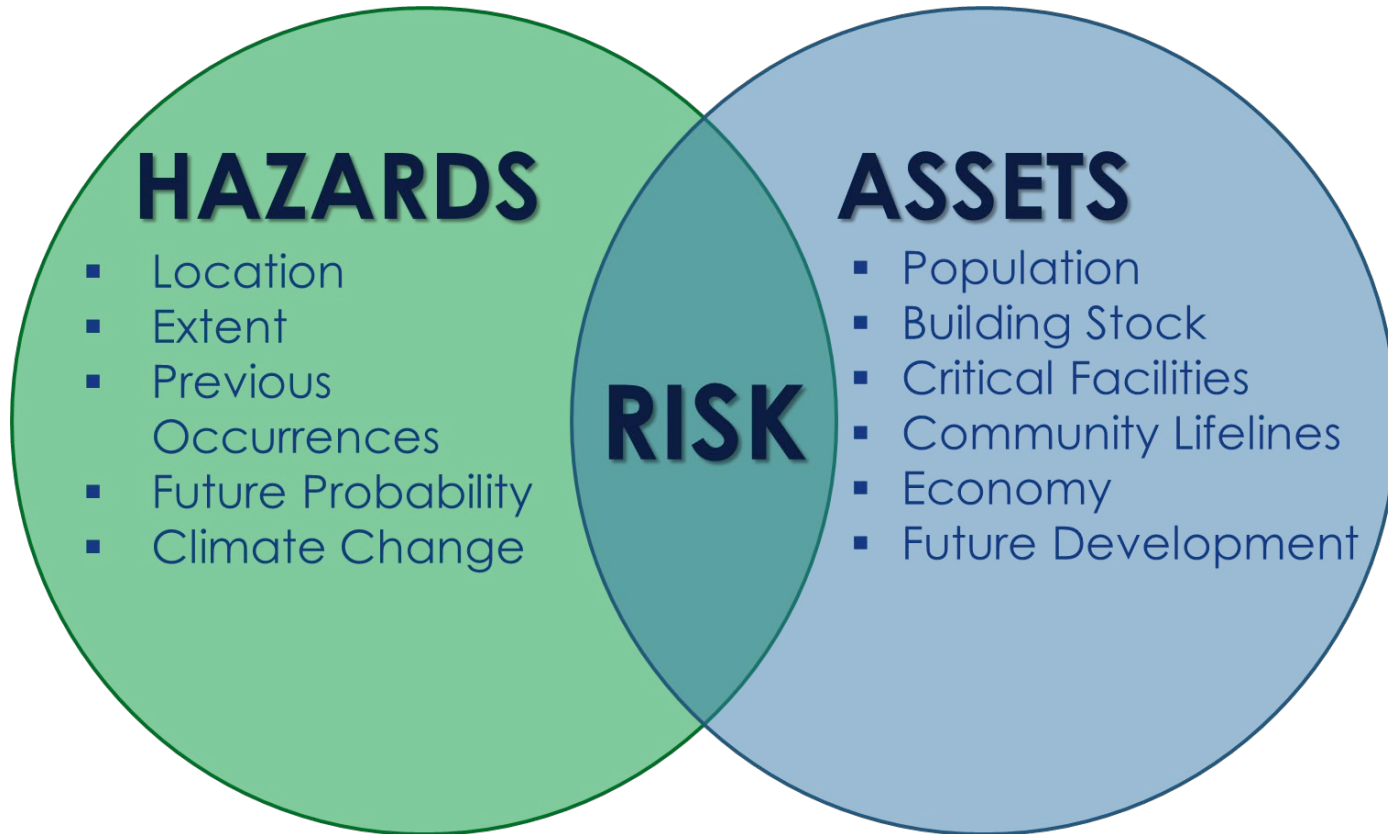 HAZARDS
▪ Location
▪ Extent
▪ Previous
Occurrences
▪ Future Probability
▪ Climate Change
RISK
ASSETS
▪ Population
▪ Building Stock
▪ Critical Facilities
▪ Community Lifelines
▪ Economy
▪ Future Development